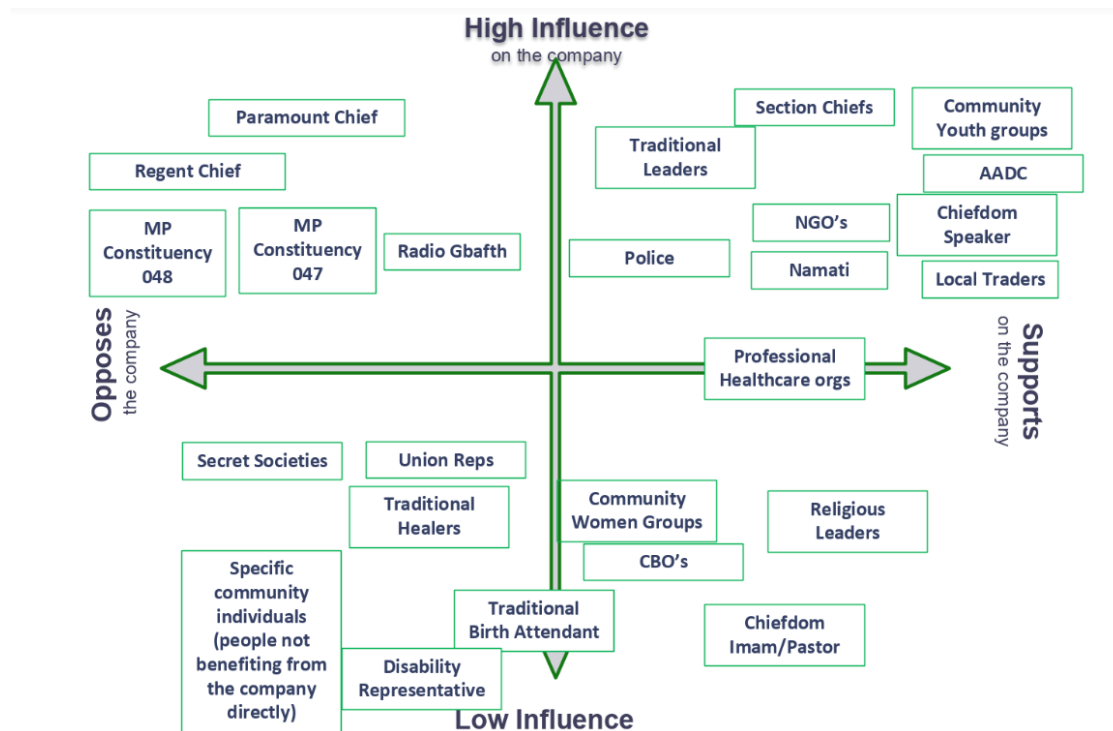 High Influence
on the company
Paramount Chief
Section Chiefs
Community
Youth groups
Traditional
Leaders
Regent Chief
AADC
MP
Constituency
048
MP
Constituency
047
Radio Gbafth
Police
NGO's
Namati
Chiefdom
Speaker
Local Traders
Opposes
the company
Professional
Healthcare orgs
Supports
on the company
Secret Societies
Union Reps
Traditional
Healers
Community
Women Groups
Religious
Leaders
CBO's
Specific
community
individuals
(people not
benefiting from
the company
directly)
Traditional
Birth Attendant
Chiefdom
Imam/Pastor
Disability
Representative
Low Influence